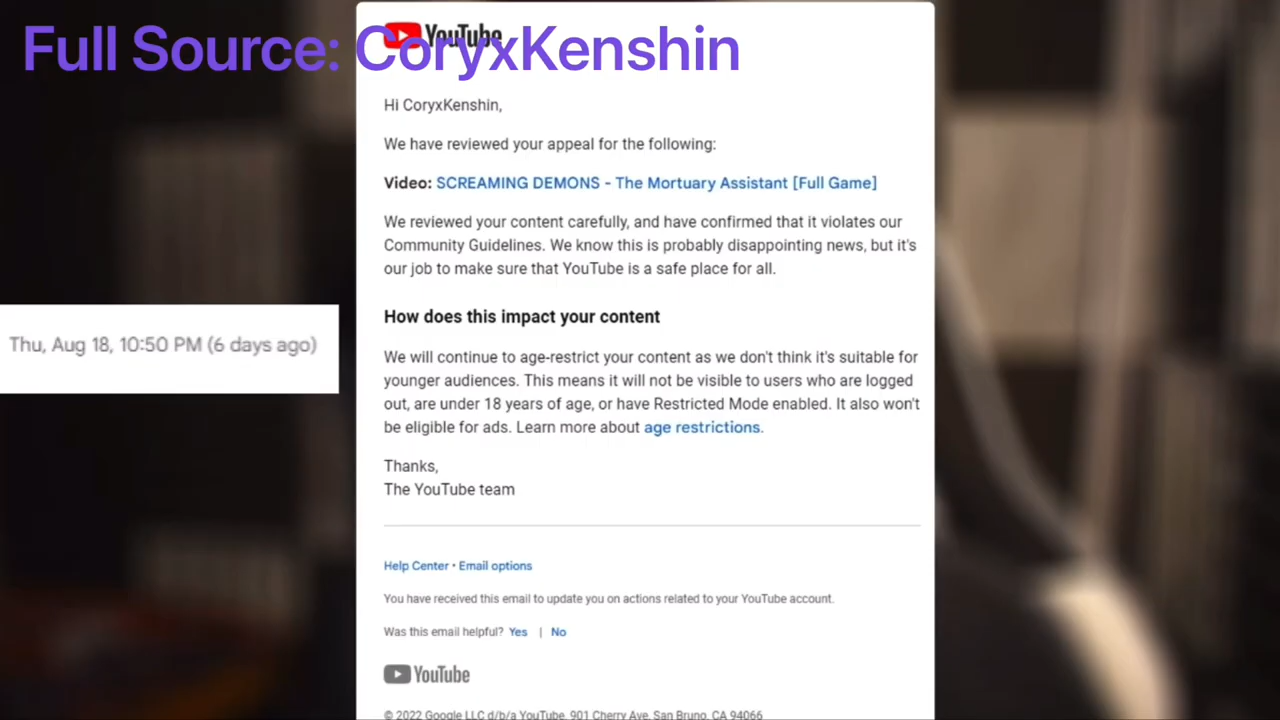 Full Source: CoryxKenshin
YouTube
Hi CoryxKenshin,
We have reviewed your appeal for the following:
Video: SCREAMING DEMONS - The Mortuary Assistant [Full Game]
We reviewed your content carefully, and have confirmed that it violates our
Community Guidelines. We know this is probably disappointing news, but it's
our job to make sure that YouTube is a safe place for all.
Thu, Aug 18, 10:50 PM (6 days ago)
How does this impact your content
We will continue to age-restrict your content as we don't think it's suitable for
younger audiences. This means it will not be visible to users who are logged
out, are under 18 years of age, or have Restricted Mode enabled. It also won't
be eligible for ads. Learn more about age restrictions.
Thanks,
The YouTube team
Help Center • Email options
You have received this email to update you on actions related to your YouTube account.
Was this email helpful? Yes | No
YouTube
© 2022 Google LLC d/b/a YouTube, 901 Cherry Ave, San Bruno, CA 94066